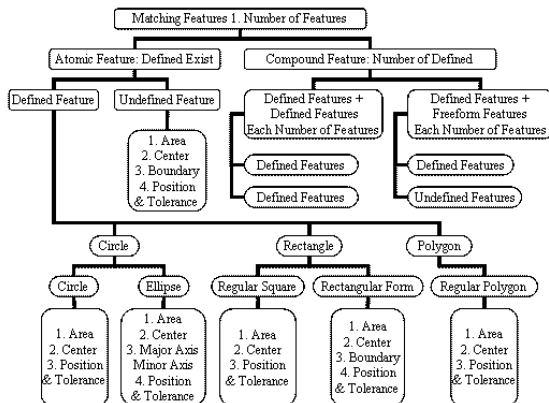 Matching Features 1. Number of Features
Atomic Feature: Defined Exist
Compound Feature: Number of Defined
Defined Feature
Undefined Feature
Defined Features +
Defined Features
Each Number of Features
Defined Features +
Freeform Features
Each Number of Features
1. Area
2. Center
3. Boundary
4. Position
& Tolerance
Defined Features
Defined Features
Defined Features
Undefined Features
Circle
Rectangle
Polygon
Circle
Ellipse
Regular Square
Rectangular Form
Regular Polygon
1. Area
2. Center
3. Position
& Tolerance
1. Area
2. Center
3. Major Axis
Minor Axis
4. Position
& Tolerance
1. Area
2. Center
3. Position
& Tolerance
1. Area
2. Center
3. Boundary
4. Position
& Tolerance
1. Area
2. Center
3. Position
& Tolerance